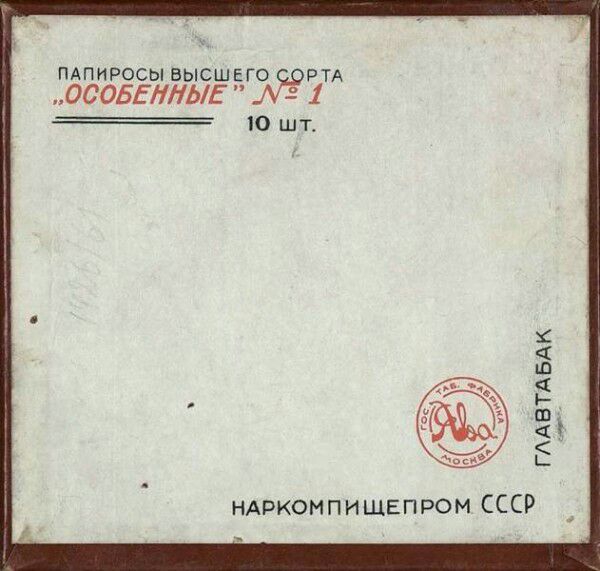 ПАПИРОСЫ ВЫСШЕГО СОРТА
„ОСОБЕННЫЕ” № 1
10 ШТ.
ГОС. ТАБ. ФАБРИКА
Ява
МОСКВА
ГЛАВТАБАК
НАРКОМПИЩЕПРОМ СССР